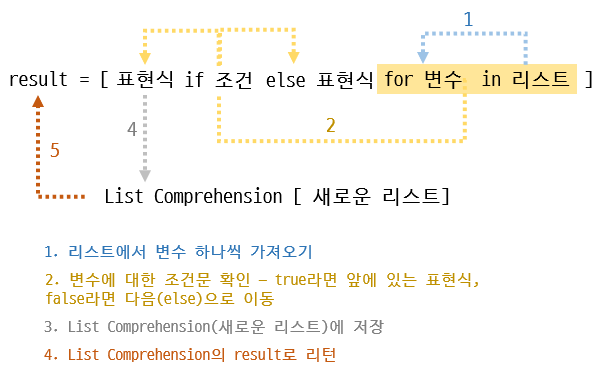 1
result = [ 표현식 if 조건 else 표현식 for 변수 in 리스트 ]
4
2
5
List Comprehension [ 새로운 리스트]
1. 리스트에서 변수 하나씩 가져오기
2. 변수에 대한 조건문 확인 – true라면 앞에 있는 표현식,
false라면 다음(else)으로 이동
3. List Comprehension(새로운 리스트)에 저장
4. List Comprehension의 result로 리턴